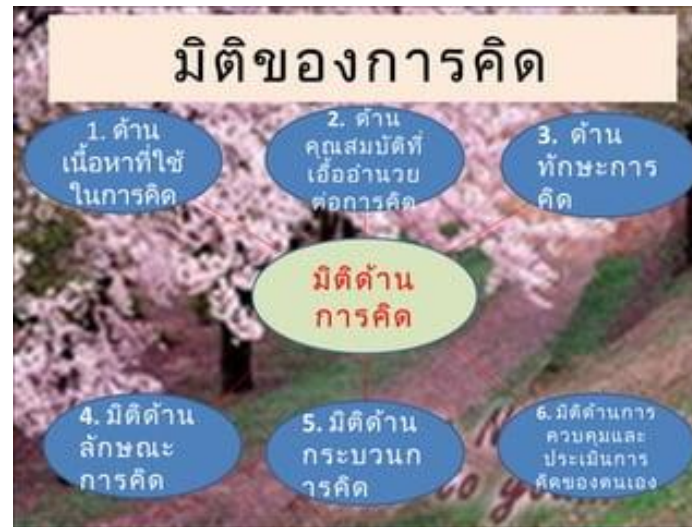 มิติของการคิด
1. ด้าน
เนื้อหาที่ใช้
ในการคิด
2. ด้าน
คุณสมบัติที่
เอื้ออำนวย
ต่อการคิด
3. ด้าน
ทักษะการ
คิด
มิติด้าน
การคิด
4. มิติด้าน
ลักษณะ
การคิด
5. มิติด้าน
กระบวนก
ารคิด
6. มิติด้านการ
ควบคุมและ
ประเมินการ
คิดของตนเอง
to